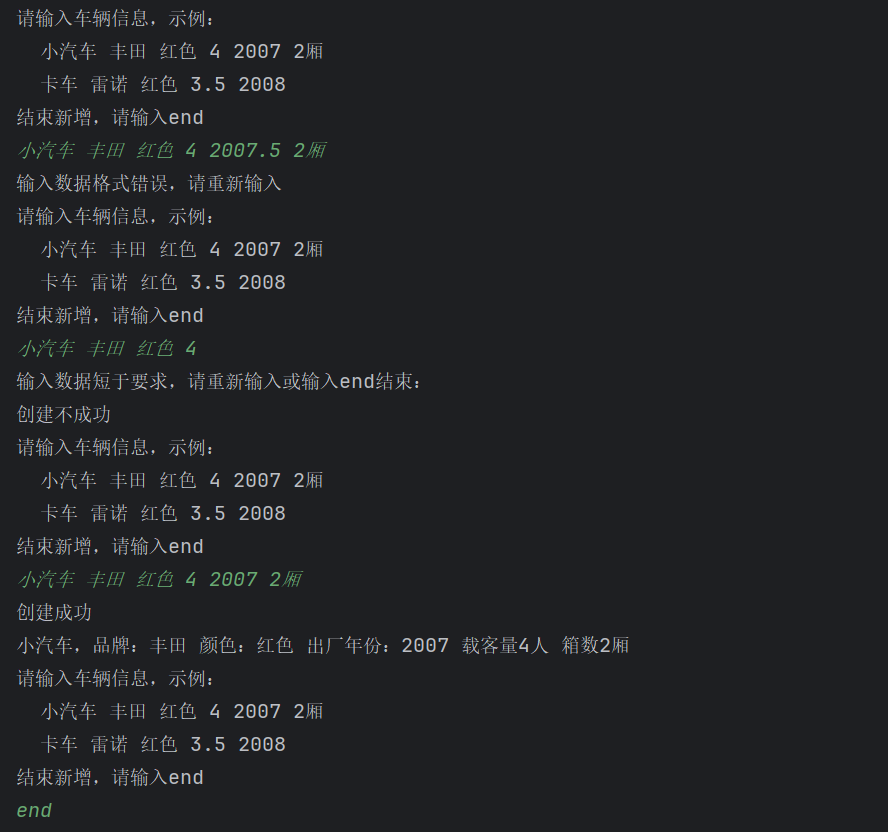 请输入车辆信息，示例：
小汽车 丰田 红色 4 2007 2厢
卡车 雷诺 红色 3.5 2008
结束新增，请输入end
小汽车 丰田 红色 4 2007.5 2厢
输入数据格式错误，请重新输入
请输入车辆信息，示例：
小汽车 丰田 红色 4 2007 2厢
卡车 雷诺 红色 3.5 2008
结束新增，请输入end
小汽车 丰田 红色 4
输入数据短于要求，请重新输入或输入end结束：
创建不成功
请输入车辆信息，示例：
小汽车 丰田 红色 4 2007 2厢
卡车 雷诺 红色 3.5 2008
结束新增，请输入end
小汽车 丰田 红色 4 2007 2厢
创建成功
小汽车，品牌：丰田 颜色：红色 出厂年份：2007 载客量4人 箱数2厢
请输入车辆信息，示例：
小汽车 丰田 红色 4 2007 2厢
卡车 雷诺 红色 3.5 2008
结束新增，请输入end
end